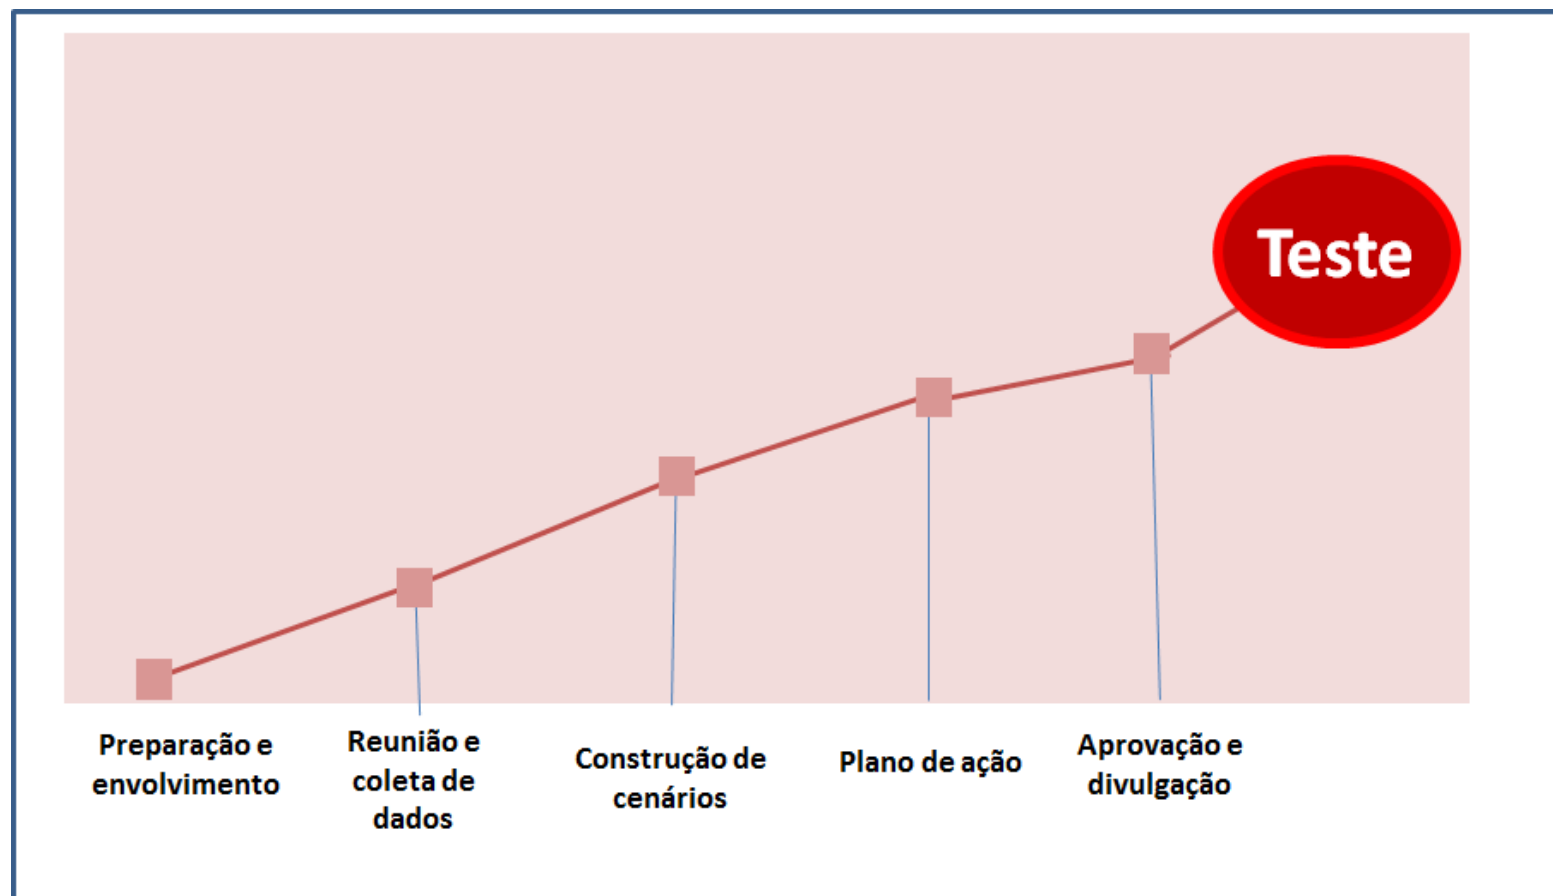 Teste
Preparação e
envolvimento
Reunião e
coleta de
dados
Construção de
cenários
Plano de ação
Aprovação e
divulgação